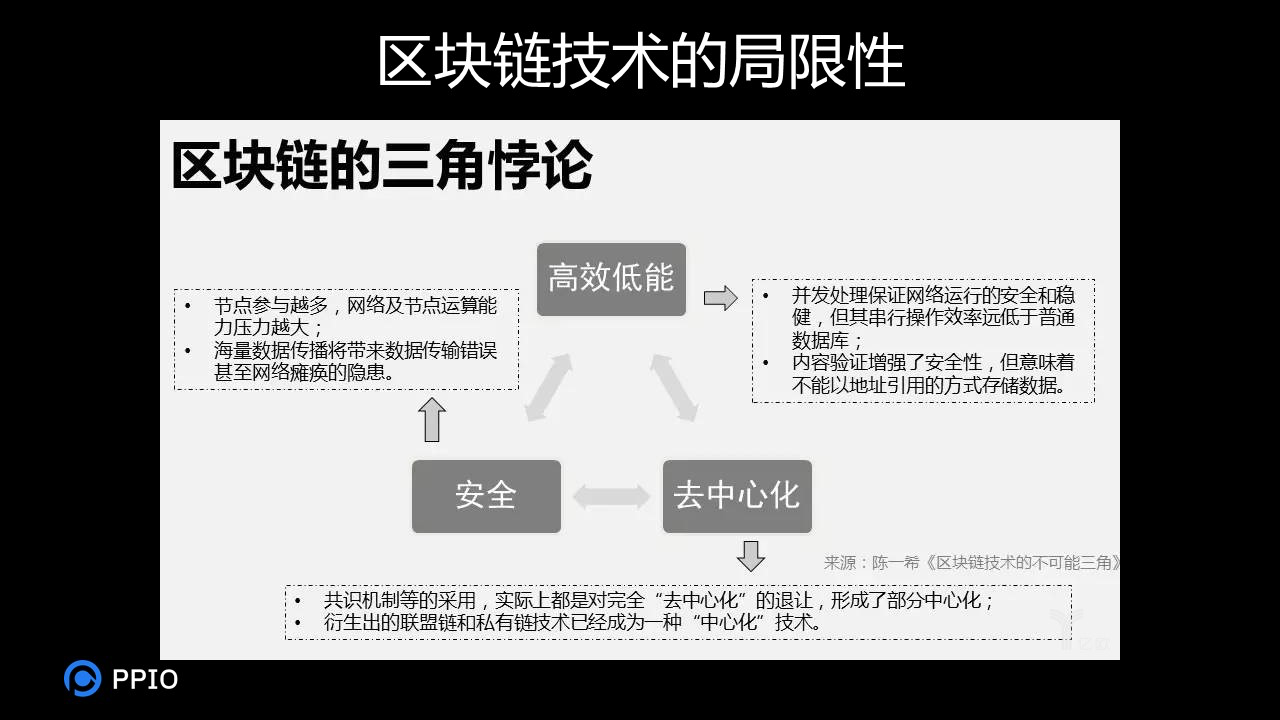 区块链技术的局限性
区块链的三角悖论
高效低能
• 节点参与越多，网络及节点运算能
力压力越大；
• 海量数据传播将带来数据传输错误
甚至网络瘫痪的隐患。
• 并发处理保证网络运行的安全和稳
健，但其串行操作效率远低于普通
数据库；
• 内容验证增强了安全性，但意味着
不能以地址引用的方式存储数据。
安全
去中心化
来源：陈一希《区块链技术的不可能三角》
• 共识机制等的采用，实际上都是对完全“去中心化”的退让，形成了部分中心化；
• 衍生出的联盟链和私有链技术已经成为一种“中心化”技术。
PPIO